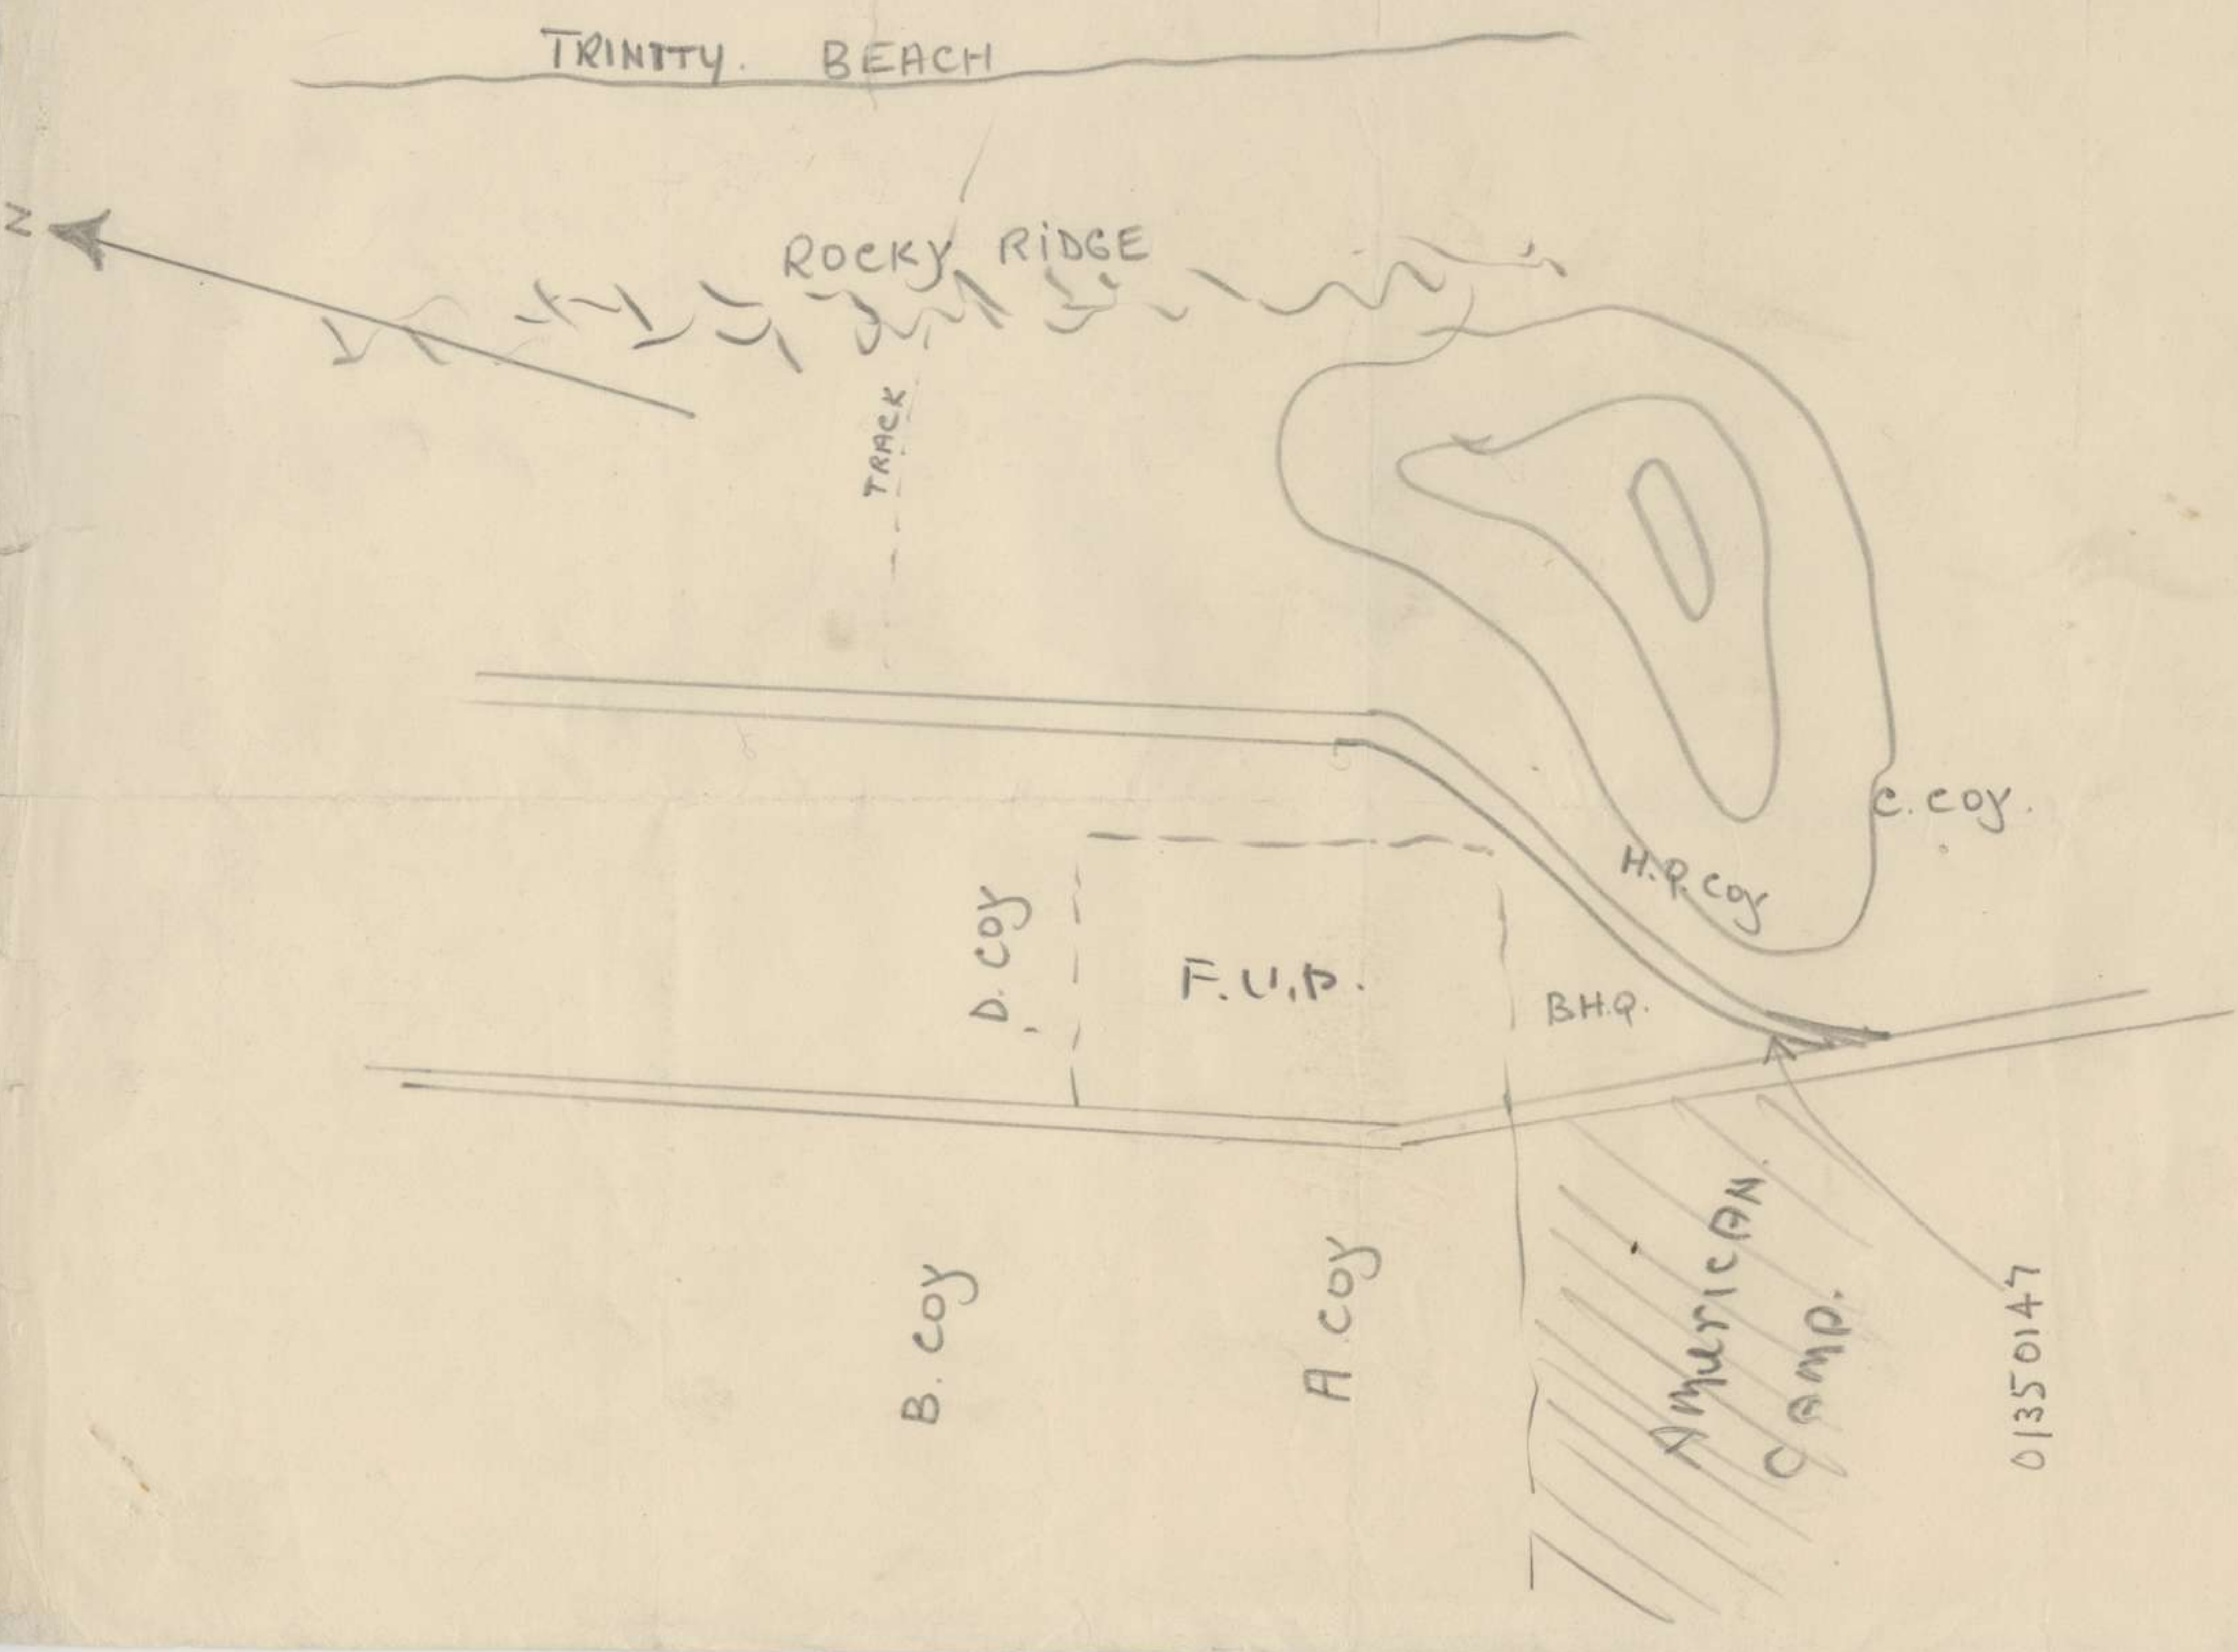 TRINITY. BEACH
N
ROCKY RIDGE
TRACK
C. COY.
H.Q. COY
D. COY
F.U.P.
B.H.Q.
B. COY
A COY
AMERICAN
CAMP.
01350147